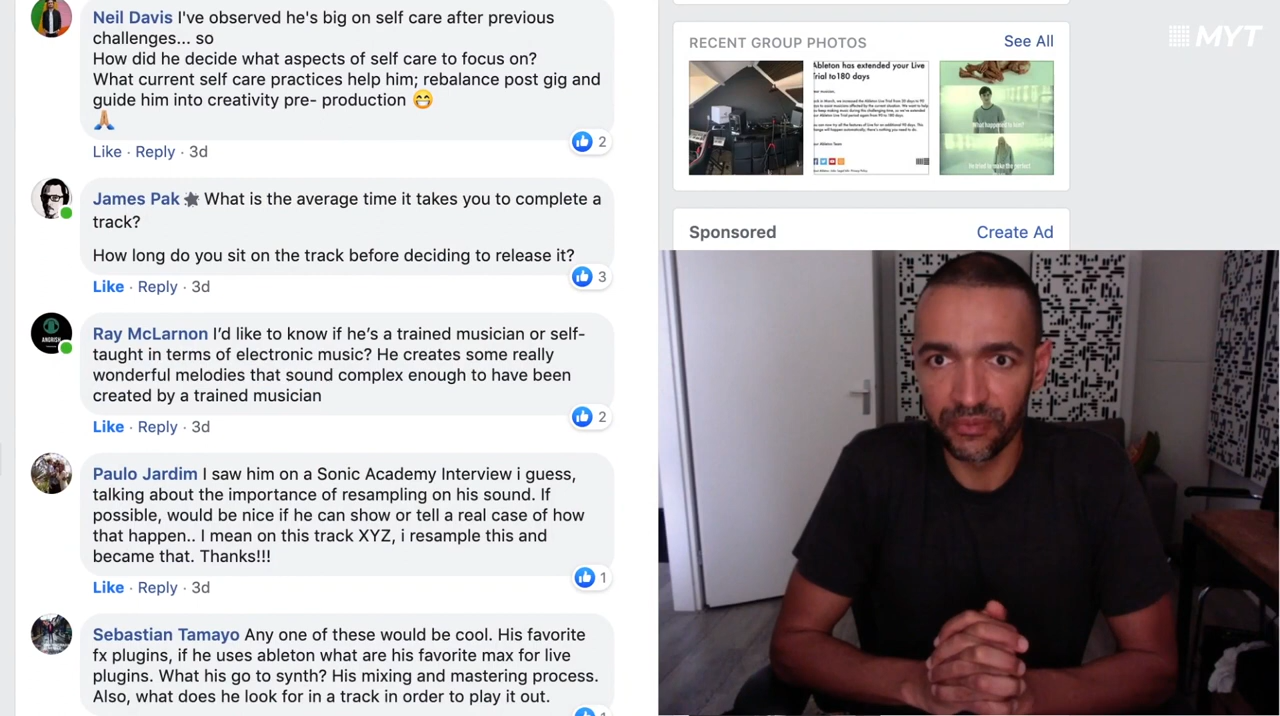 Neil Davis I've observed he's big on self care after previous
challenges... so
How did he decide what aspects of self care to focus on?
What current self care practices help him; rebalance post gig and
guide him into creativity pre- production 😁
🙏🏽
2
Like · Reply · 3d
James Pak What is the average time it takes you to complete a
track?
How long do you sit on the track before deciding to release it?
3
Like · Reply · 3d
Ray McLarnon I'd like to know if he's a trained musician or self-
taught in terms of electronic music? He creates some really
wonderful melodies that sound complex enough to have been
created by a trained musician
2
Like · Reply · 3d
Paulo Jardim I saw him on a Sonic Academy Interview i guess,
talking about the importance of resampling on his sound. If
possible, would be nice if he can show or tell a real case of how
that happen.. I mean on this track XYZ, i resample this and
became that. Thanks!!!
1
Like · Reply · 3d
Sebastian Tamayo Any one of these would be cool. His favorite
fx plugins, if he uses ableton what are his favorite max for live
plugins. What his go to synth? His mixing and mastering process.
Also, what does he look for in a track in order to play it out.
RECENT GROUP PHOTOS
See All
MYT
Ableton has extended your Live
Trial to 180 days
What happened to him?
Sponsored
Create Ad
ANGRISH